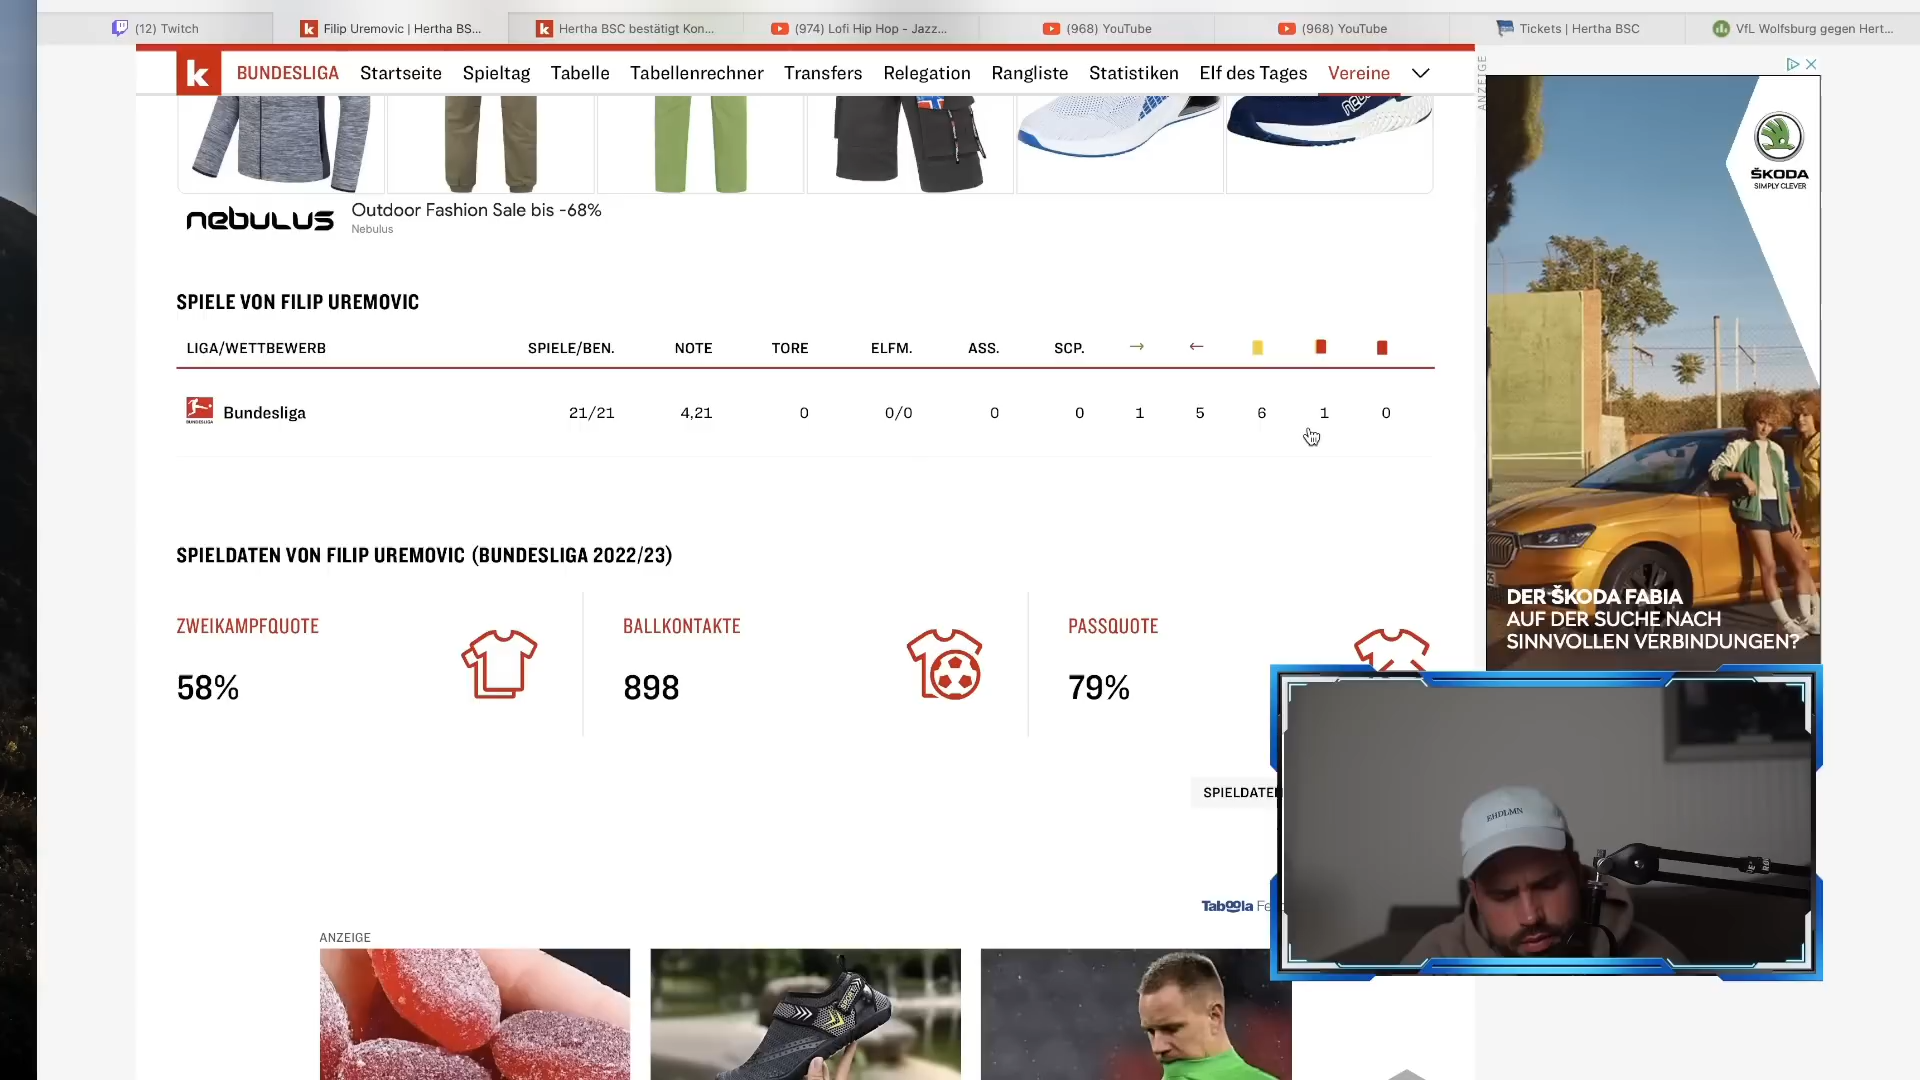 (12) Twitch
Filip Uremovic | Hertha BS...
Hertha BSC bestätigt Kon...
(974) Lofi Hip Hop - Jazz...
(968) YouTube
(968) YouTube
Tickets | Hertha BSC
VfL Wolfsburg gegen Hert...
k BUNDESLIGA Startseite Spieltag Tabelle Tabellenrechner Transfers Relegation Rangliste Statistiken Elf des Tages Vereine
ANZEIGE
ŠKODA
SIMPLY CLEVER
nebulus
Outdoor Fashion Sale bis -68%
Nebulus
SPIELE VON FILIP UREMOVIC
LIGA/WETTBEWERB SPIELE/BEN. NOTE TORE ELFM. ASS. SCP. → ←
BUNDESLIGA
Bundesliga 21/21 4,21 0 0/0 0 0 1 5 6 1 0
SPIELDATEN VON FILIP UREMOVIC (BUNDESLIGA 2022/23)
ZWEIKAMPFQUOTE
58%
BALLKONTAKTE
898
PASSQUOTE
79%
DER ŠKODA FABIA
AUF DER SUCHE NACH
SINNVOLLEN VERBINDUNGEN?
SPIELDATEN
EHDLMN
Taboola Fe
ANZEIGE
SPORT